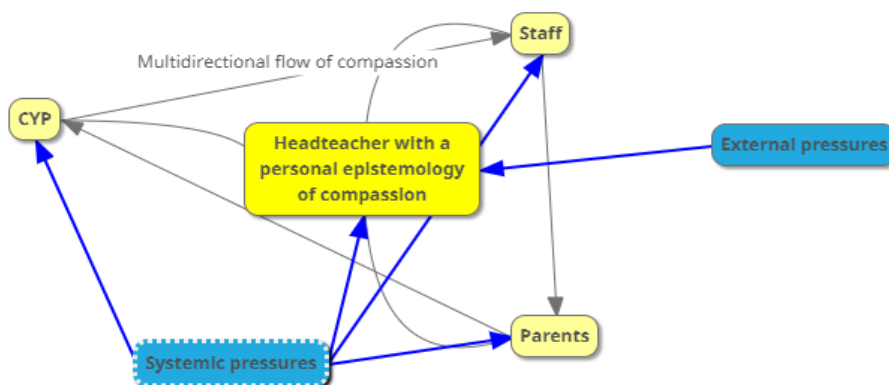 Staff
Multidirectional flow of compassion
CYP
Headteacher with a
personal epistemology
of compassion
External pressures
Parents
Systemic pressures